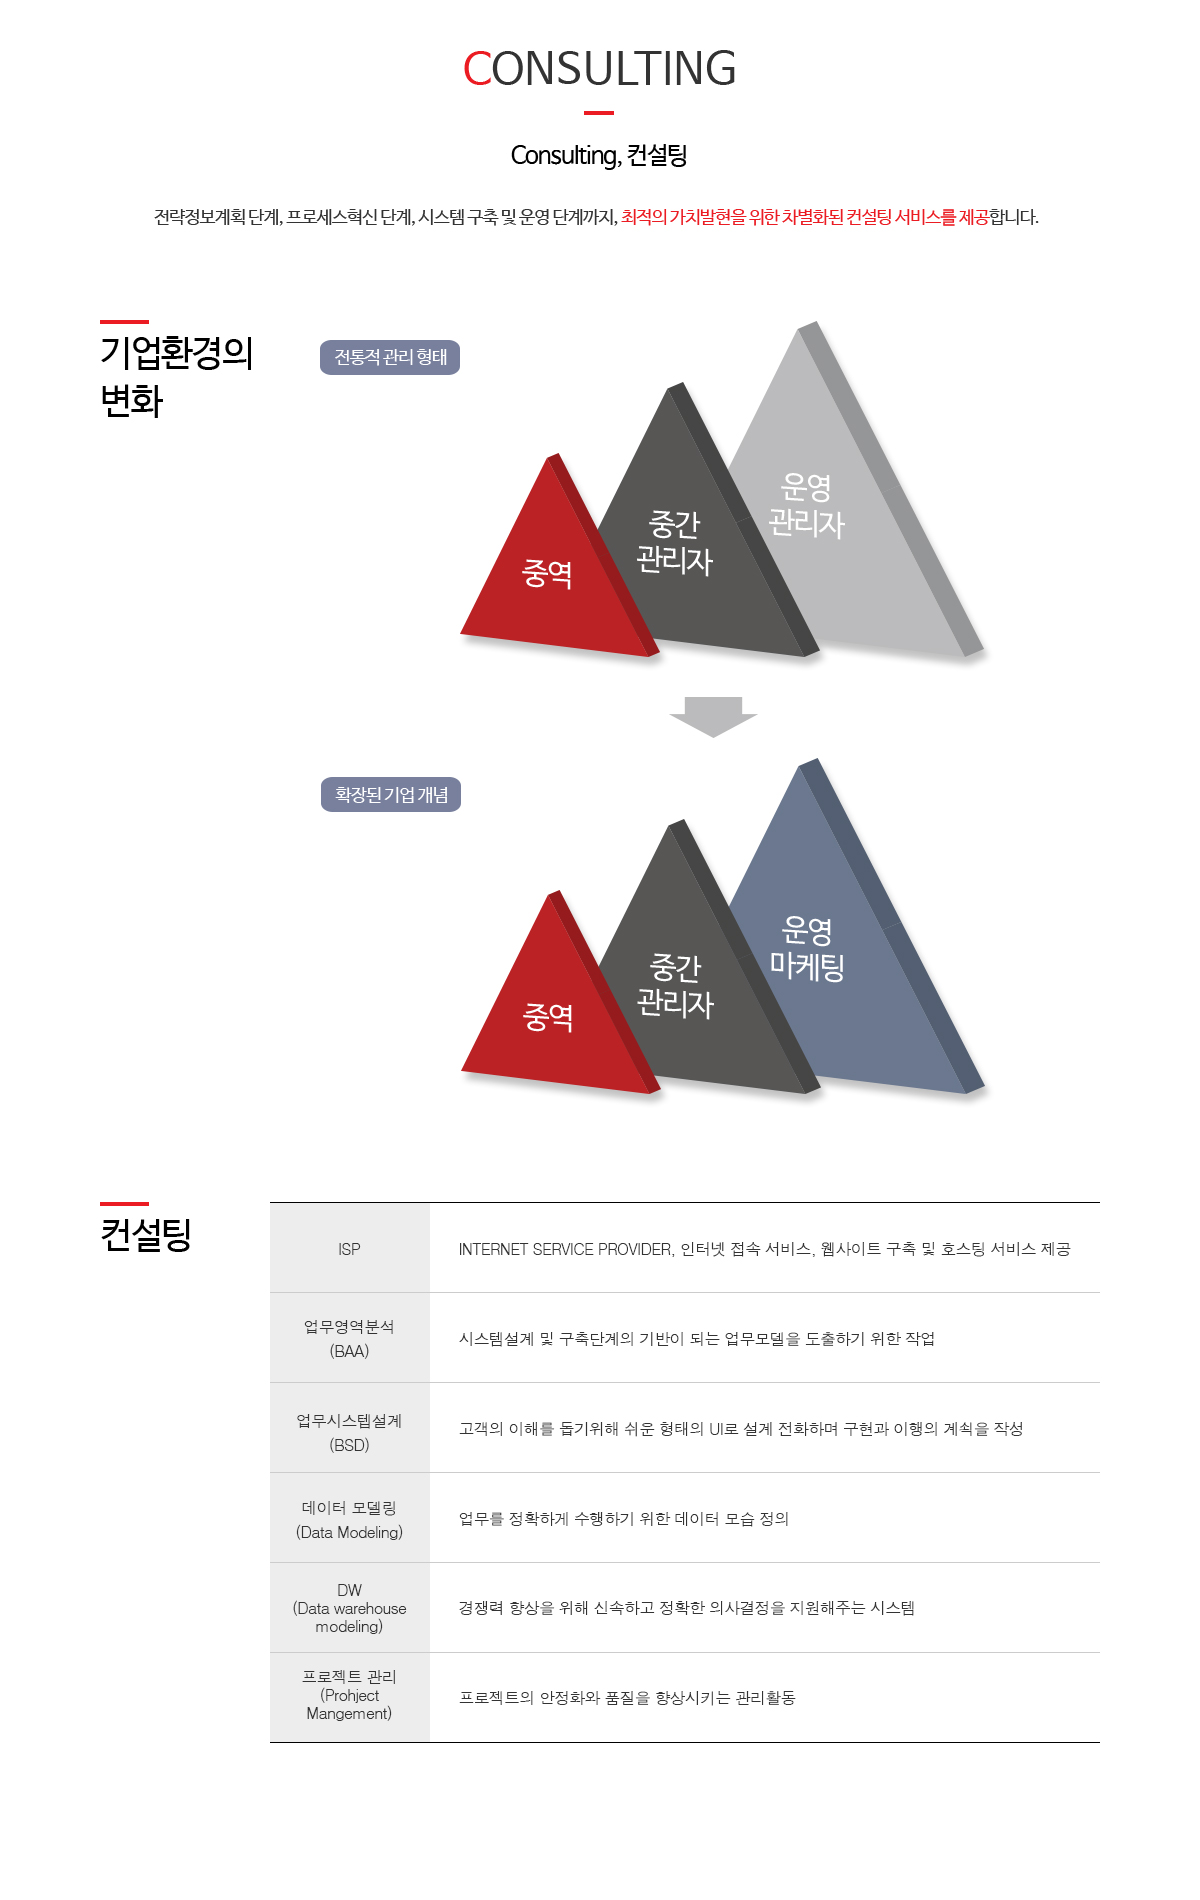 CONSULTING
Consulting, 컨설팅
전략정보계획 단계, 프로세스혁신 단계, 시스템 구축 및 운영 단계까지, 최적의 가치발현을 위한 차별화된 컨설팅 서비스를 제공합니다.
기업환경의
변화
전통적 관리 형태
운영
관리자
중간
관리자
중역
확장된 기업 개념
운영
마케팅
중간
관리자
중역
컨설팅
ISP
INTERNET SERVICE PROVIDER, 인터넷 접속 서비스, 웹사이트 구축 및 호스팅 서비스 제공
업무영역분석
(BAA)
시스템설계 및 구축단계의 기반이 되는 업무모델을 도출하기 위한 작업
업무시스템설계
(BSD)
고객의 이해를 돕기위해 쉬운 형태의 UI로 설계 전화하며 구현과 이행의 계획을 작성
데이터 모델링
(Data Modeling)
업무를 정확하게 수행하기 위한 데이터 모습 정의
DW
(Data warehouse
modeling)
경쟁력 향상을 위해 신속하고 정확한 의사결정을 지원해주는 시스템
프로젝트 관리
(Prohject
Mangement)
프로젝트의 안정화와 품질을 향상시키는 관리활동